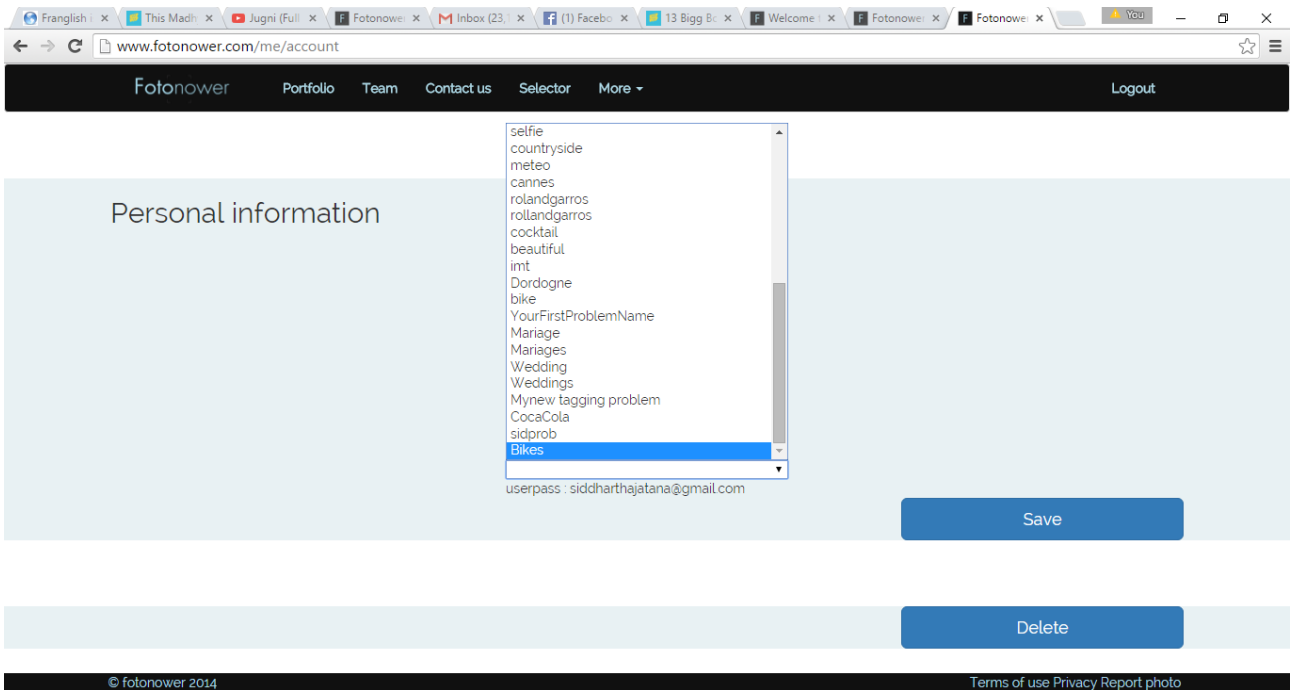 Franglish i
This Madh
Jugni (Full
Fotonower
M Inbox (23,1
(1) Facebo
13 Bigg Bo
Welcome t
Fotonower
Fotonower
You
www.fotonower.com/me/account
Fotonower Portfolio Team Contact us Selector More Logout
selfie
countryside
meteo
cannes
rolandgarros
Personal information
rollandgarros
cocktail
beautiful
imt
Dordogne
bike
YourFirstProblemName
Mariage
Mariages
Wedding
Weddings
Mynew tagging problem
CocaCola
sidprob
Bikes
userpass : siddharthajatana@gmail.com
Save
Delete
© fotonower 2014 Terms of use Privacy Report photo